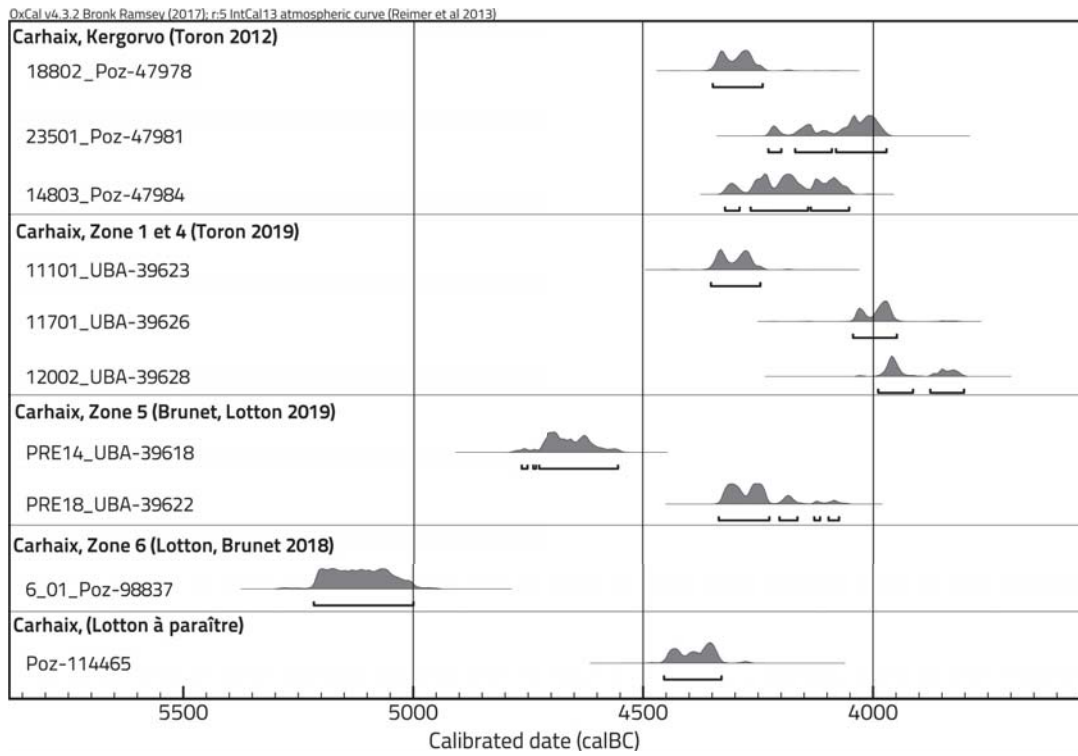 OxCal v4.3.2 Bronk Ramsey (2017); r:5 IntCal13 atmospheric curve (Reimer et al 2013)
Carhaix, Kergorvo (Toron 2012)
18802_Poz-47978
23501_Poz-47981
14803_Poz-47984
Carhaix, Zone 1 et 4 (Toron 2019)
11101_UBA-39623
11701_UBA-39626
12002_UBA-39628
Carhaix, Zone 5 (Brunet, Lotton 2019)
PRE14_UBA-39618
PRE18_UBA-39622
Carhaix, Zone 6 (Lotton, Brunet 2018)
6_01_Poz-98837
Carhaix, (Lotton à paraître)
Poz-114465
5500 5000 4500 4000
Calibrated date (calBC)